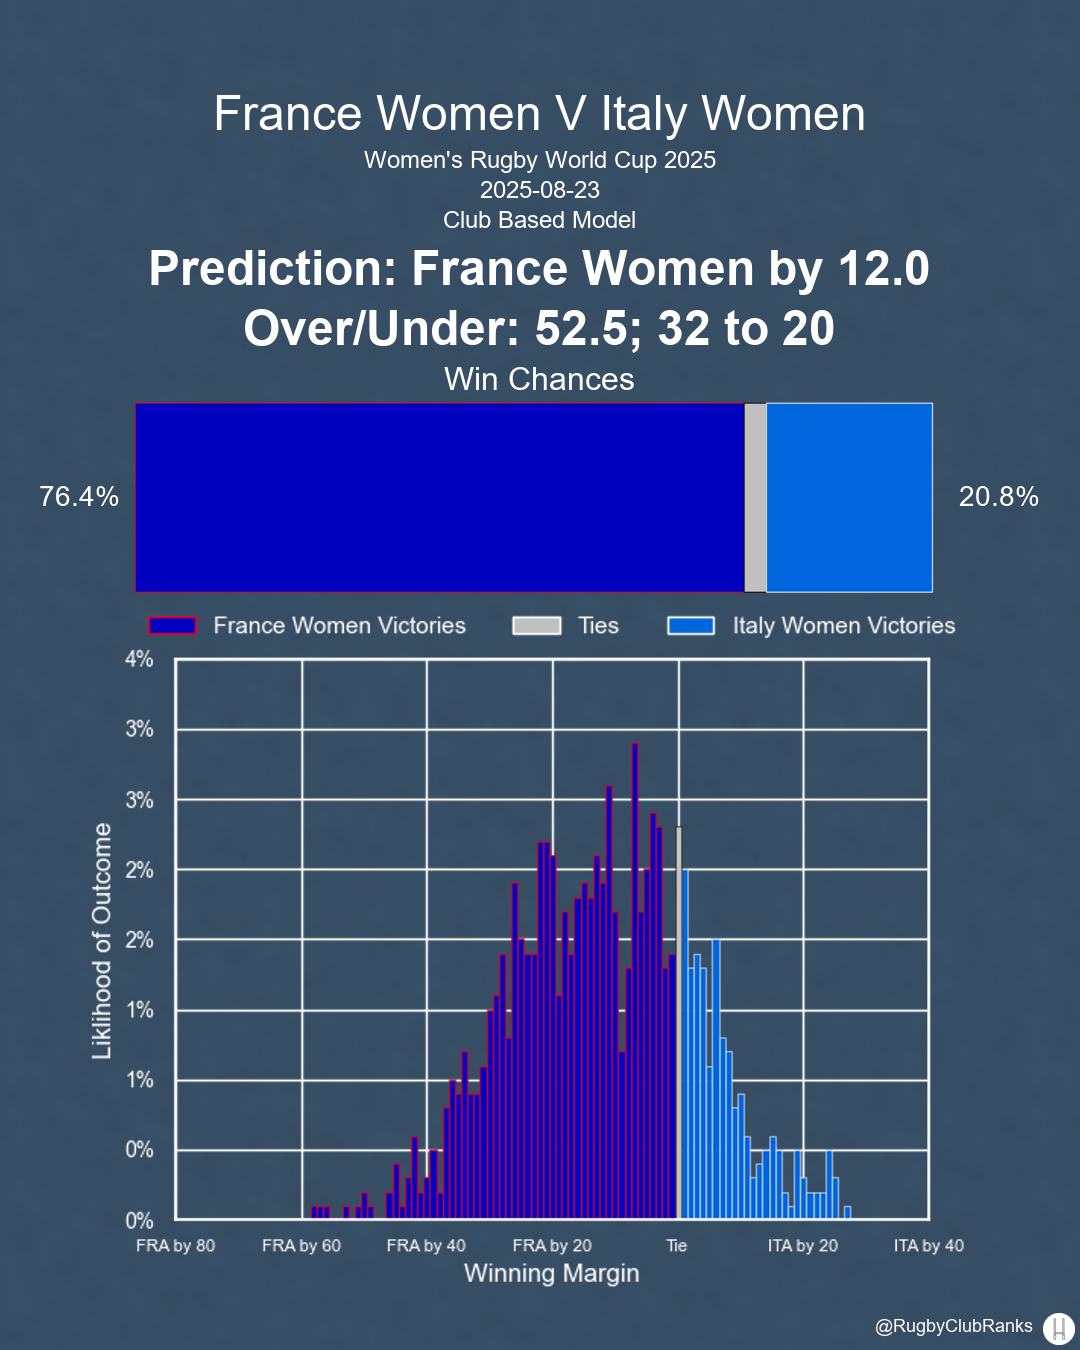 France Women V Italy Women
Women's Rugby World Cup 2025
2025-08-23
Club Based Model
Prediction: France Women by 12.0
Over/Under: 52.5; 32 to 20
Win Chances
76.4%
20.8%
France Women Victories Ties Italy Women Victories
4%
3%
3%
2%
2%
1%
1%
0%
0%
Liklihood of Outcome
FRA by 80 FRA by 60 FRA by 40 FRA by 20 Tie ITA by 20 ITA by 40
Winning Margin
@RugbyClubRanks